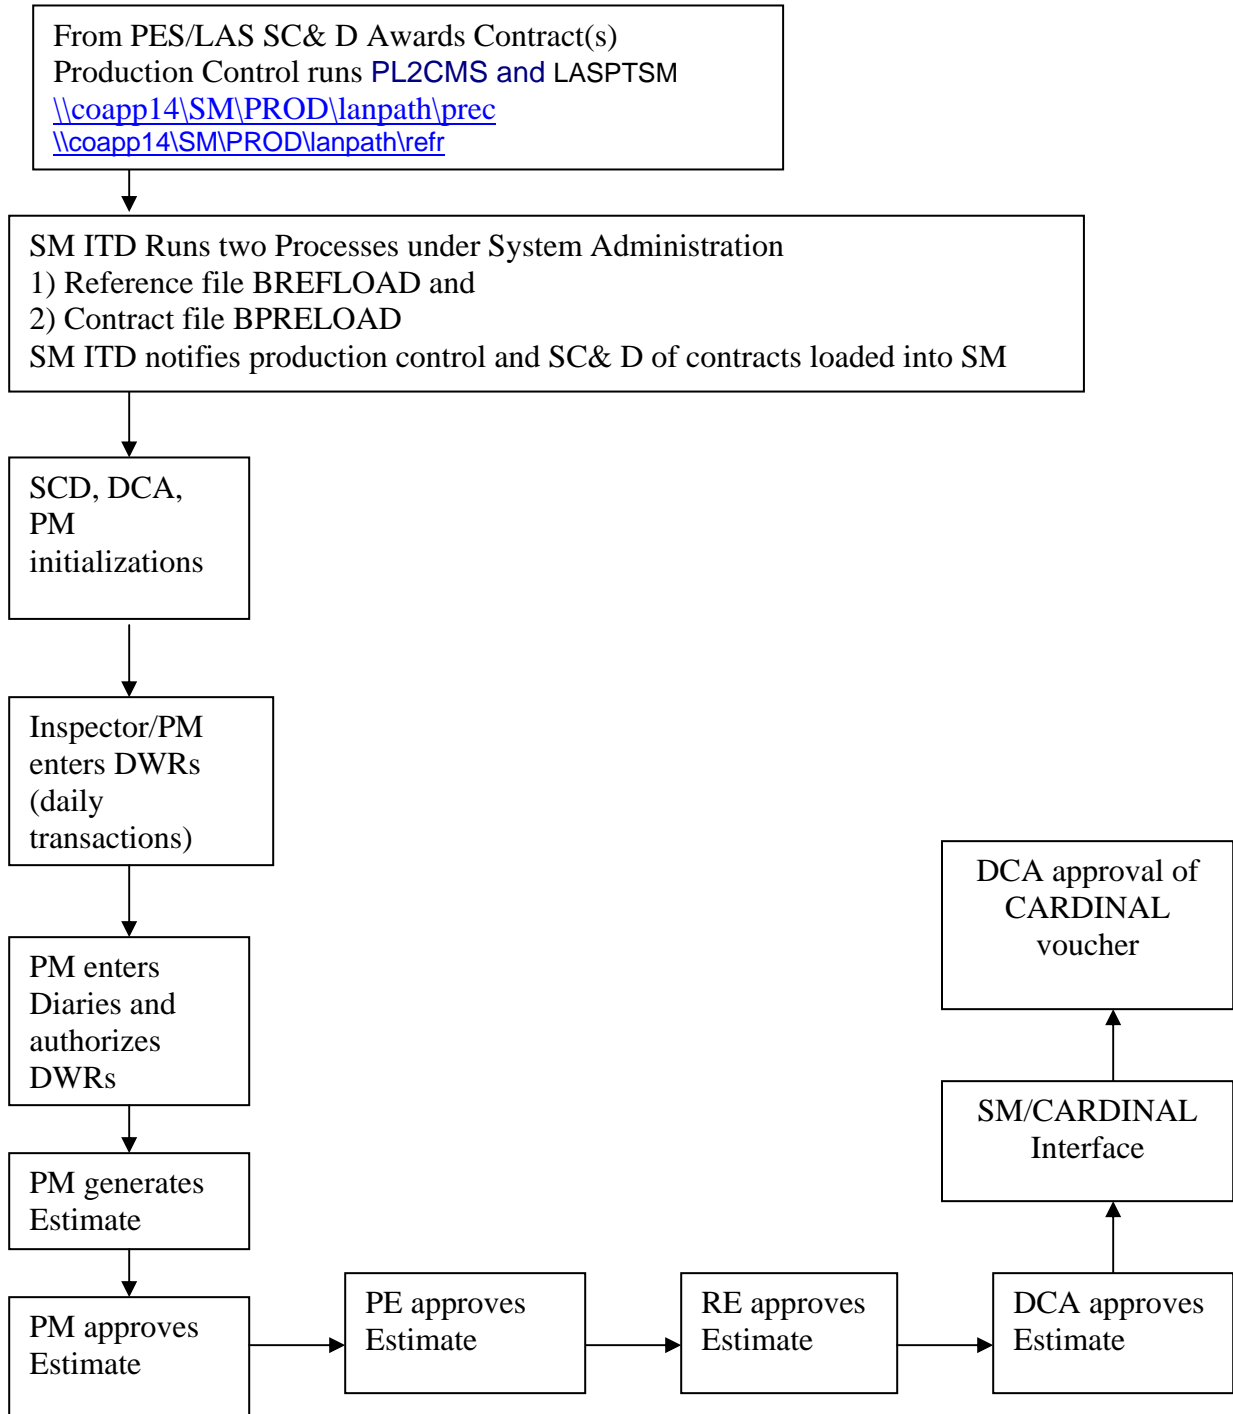 From PES/LAS SC& D Awards Contract(s)
Production Control runs PL2CMS and LASPTSM
\\coapp14\SM\PROD\lanpath\prec
\\coapp14\SM\PROD\lanpath\refr
SM ITD Runs two Processes under System Administration
1) Reference file BREFLOAD and
2) Contract file BPRELOAD
SM ITD notifies production control and SC& D of contracts loaded into SM
SCD, DCA,
PM
initializations
Inspector/PM
enters DWRs
(daily
transactions)
PM enters
Diaries and
authorizes
DWRs
PM generates
Estimate
PM approves
Estimate
PE approves
Estimate
RE approves
Estimate
DCA approves
Estimate
SM/CARDINAL
Interface
DCA approval of
CARDINAL
voucher